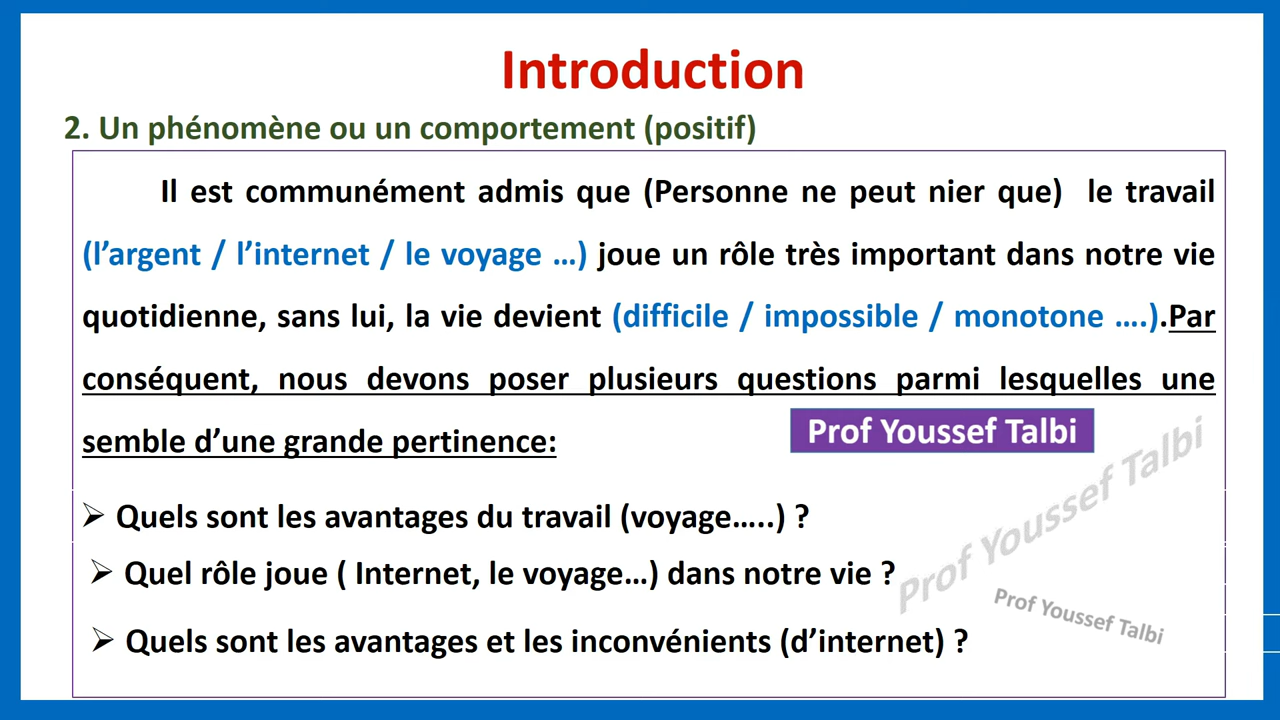 Introduction
2. Un phénomène ou un comportement (positif)
Il est communément admis que (Personne ne peut nier que) le travail
(l’argent / l’internet / le voyage …) joue un rôle très important dans notre vie
quotidienne, sans lui, la vie devient (difficile / impossible / monotone ….).Par
conséquent, nous devons poser plusieurs questions parmi lesquelles une
semble d’une grande pertinence:
Prof Youssef Talbi
➢ Quels sont les avantages du travail (voyage…..) ?
➢ Quel rôle joue ( Internet, le voyage…) dans notre vie ?
Prof Youssef Talbi
Prof Youssef Talbi
➢ Quels sont les avantages et les inconvénients (d’internet) ?